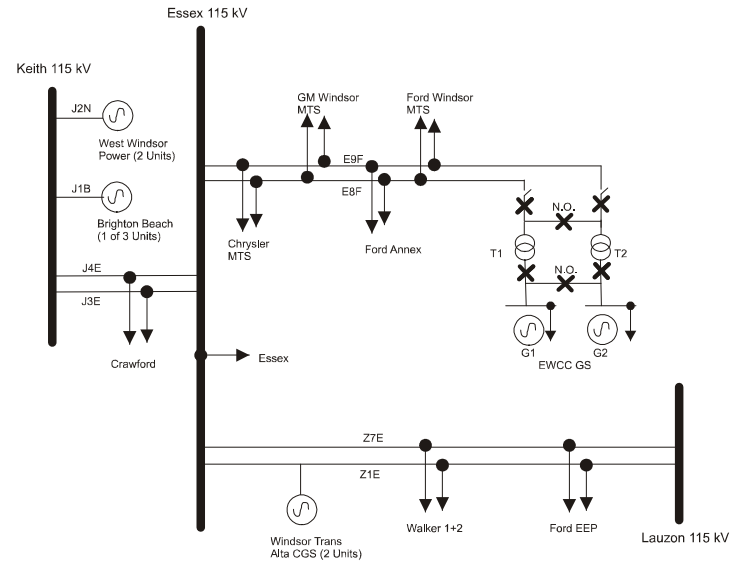 Essex 115 kV
Keith 115 kV
J2N
West Windsor
Power (2 Units)
J1B
Brighton Beach
(1 of 3 Units)
J4E
J3E
Crawford
Essex
GM Windsor
MTS
Ford Windsor
MTS
E9F
E8F
Chrysler
MTS
Ford Annex
N.O.
T1
T2
N.O.
G1
G2
EWCC GS
Z7E
Z1E
Windsor Trans
Alta CGS (2 Units)
Walker 1+2
Ford EEP
Lauzon 115 kV